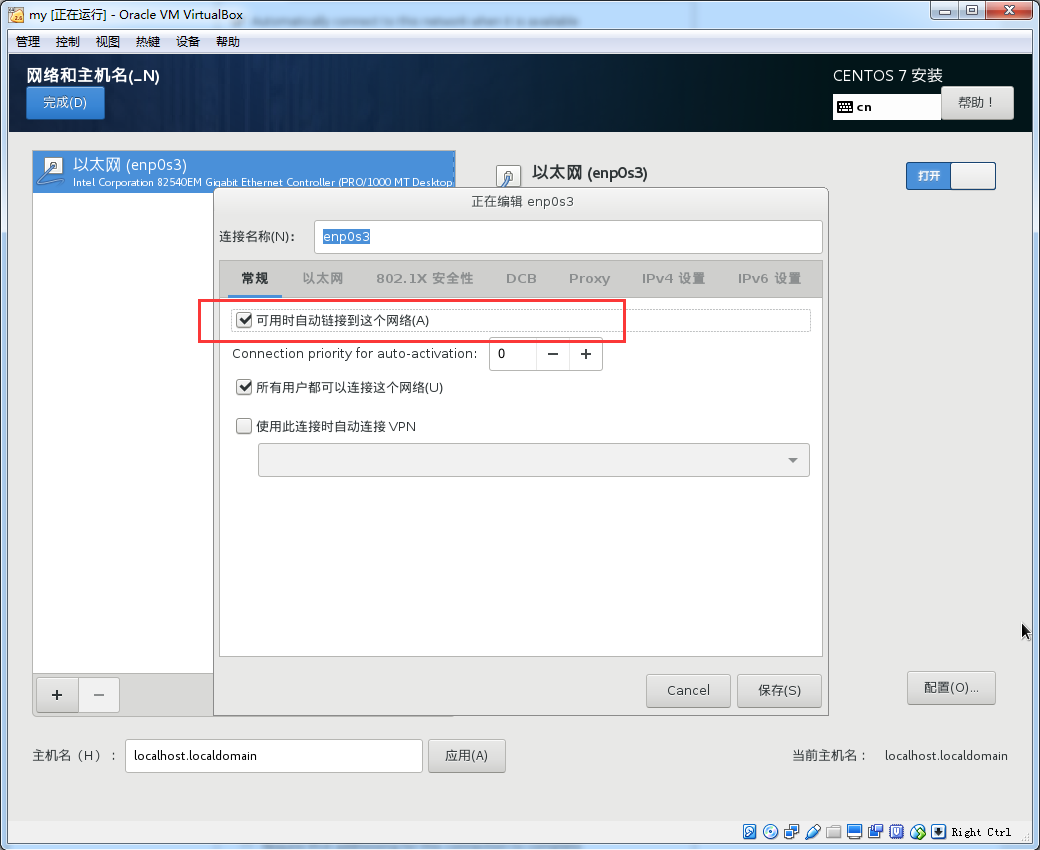 my [正在运行] - Oracle VM VirtualBox
管理 控制 视图 热键 设备 帮助
网络和主机名(_N)
CENTOS 7 安装
完成(D)
cn
帮助！
以太网 (enp0s3)
Intel Corporation 82540EM Gigabit Ethernet Controller (PRO/1000 MT Desktop
以太网 (enp0s3)
打开
正在编辑 enp0s3
连接名称(N)： enp0s3
常规 以太网 802.1X 安全性 DCB Proxy IPv4 设置 IPv6 设置
可用时自动链接到这个网络(A)
Connection priority for auto-activation: 0 − +
所有用户都可以连接这个网络(U)
使用此连接时自动连接 VPN
+ −
Cancel 保存(S)
配置(O)...
主机名（H）： localhost.localdomain 应用(A)
当前主机名： localhost.localdomain
Right Ctrl